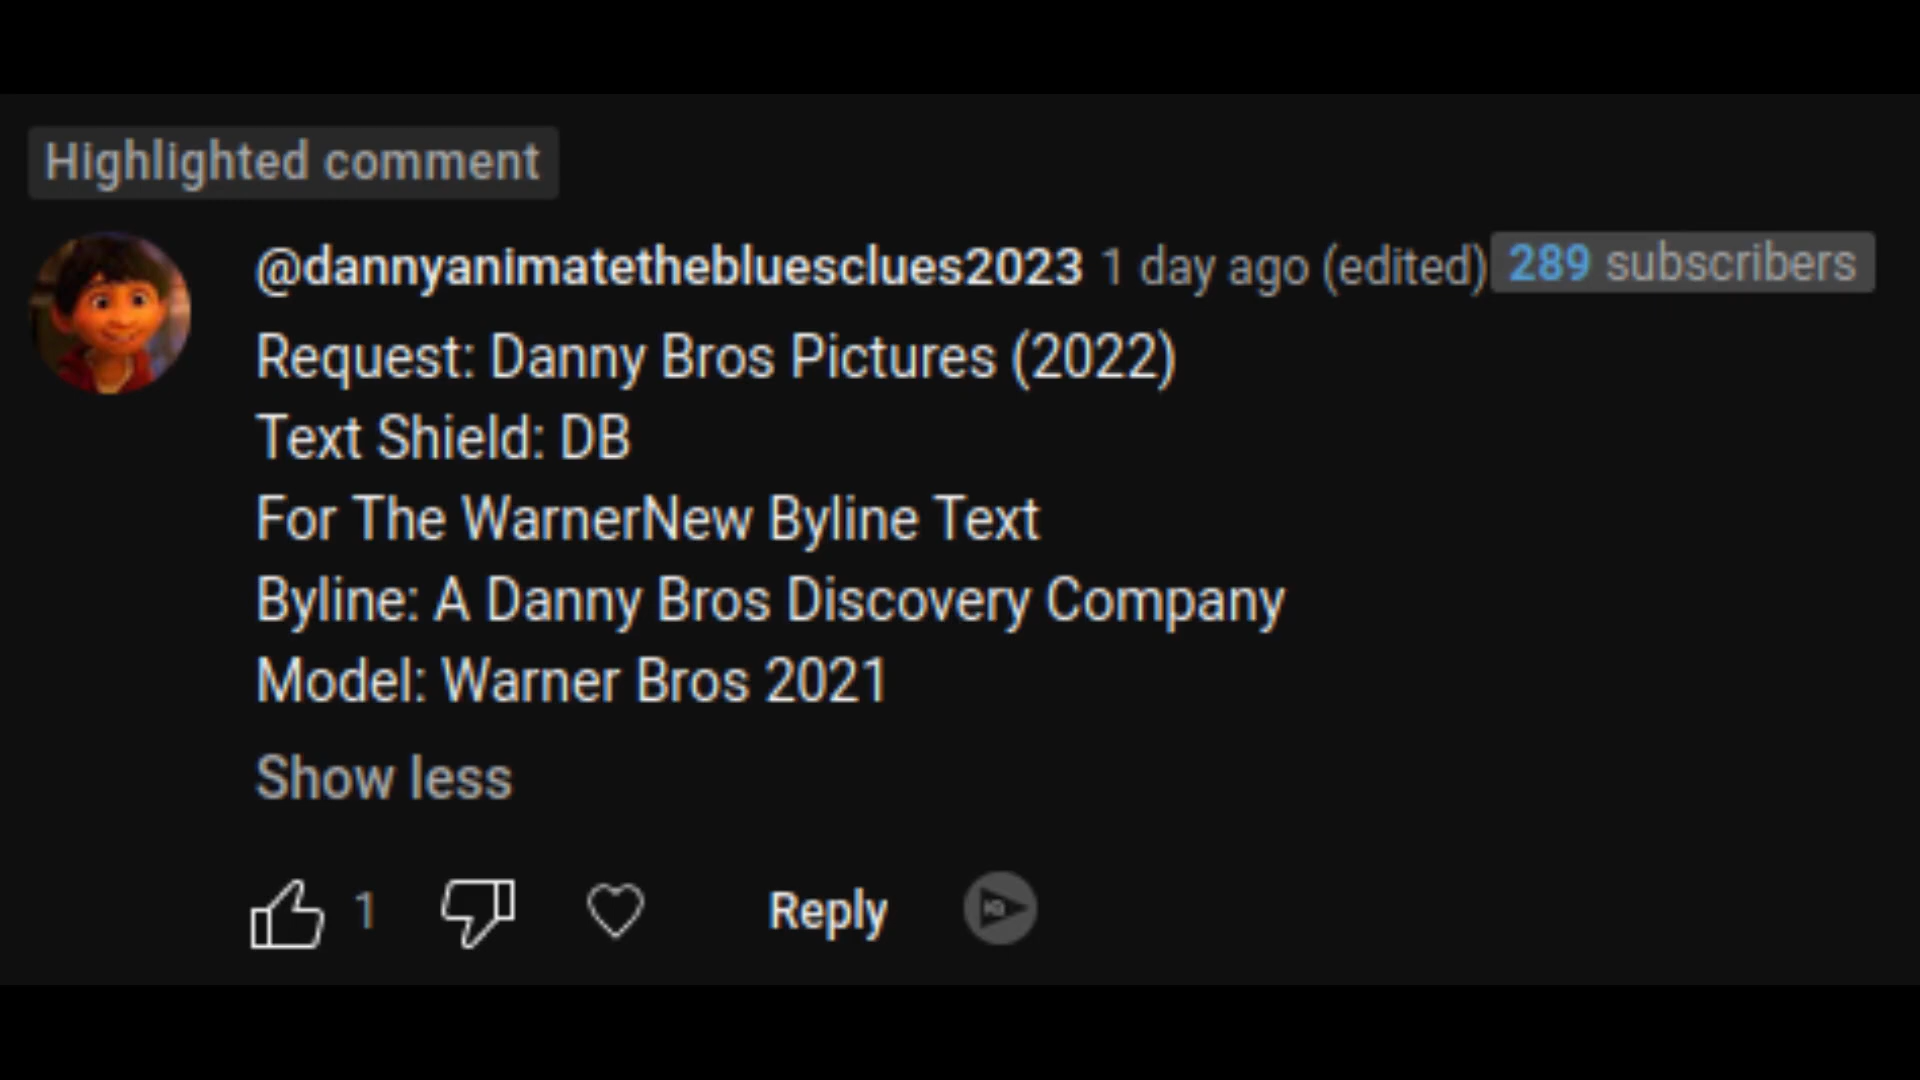 Highlighted comment
@dannyanimatethebluesclues2023 1 day ago (edited) 289 subscribers
Request: Danny Bros Pictures (2022)
Text Shield: DB
For The WarnerNew Byline Text
Byline: A Danny Bros Discovery Company
Model: Warner Bros 2021
Show less
1 Reply